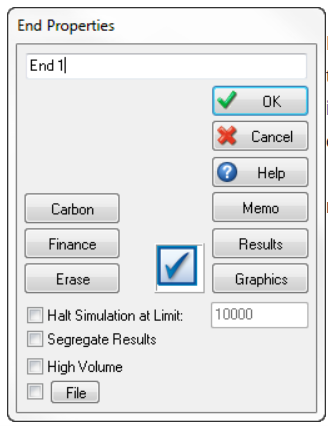 End Properties
End 1
OK
Cancel
Help
Carbon Memo
Finance Results
Erase Graphics
Halt Simulation at Limit: 10000
Segregate Results
High Volume
File